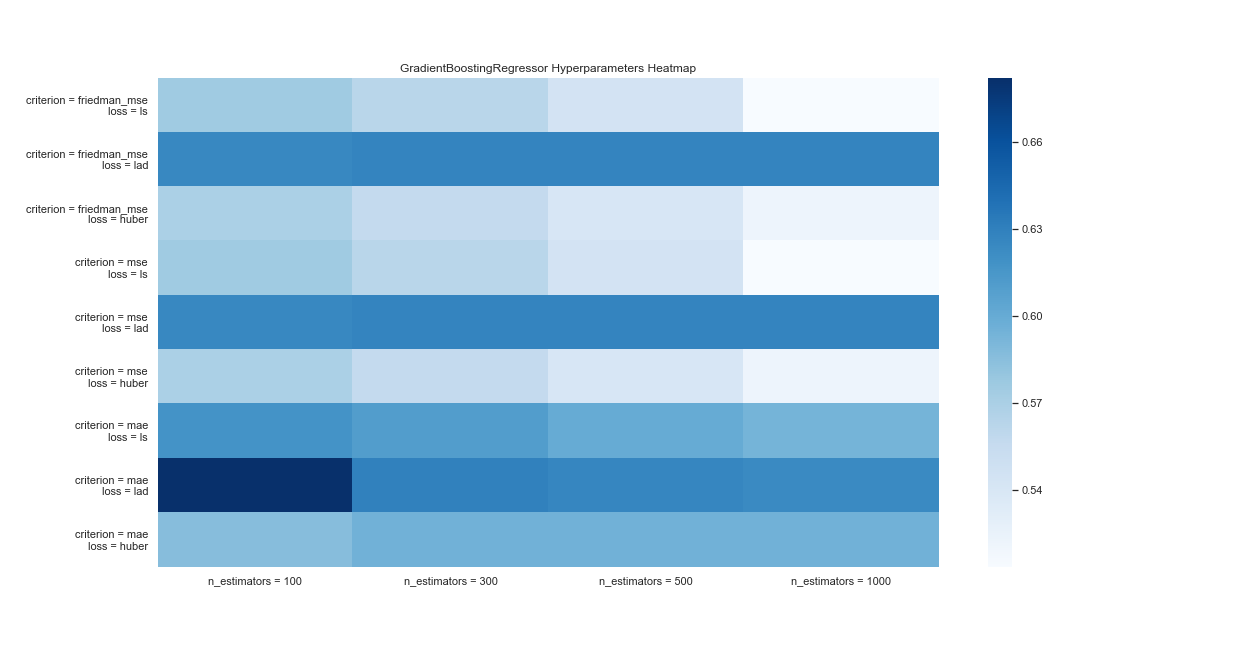 GradientBoostingRegressor Hyperparameters Heatmap
criterion = friedman_mse
loss = ls
criterion = friedman_mse
loss = lad
criterion = friedman_mse
loss = huber
criterion = mse
loss = ls
criterion = mse
loss = lad
criterion = mse
loss = huber
criterion = mae
loss = ls
criterion = mae
loss = lad
criterion = mae
loss = huber
n_estimators = 100
n_estimators = 300
n_estimators = 500
n_estimators = 1000
0.66
0.63
0.60
0.57
0.54